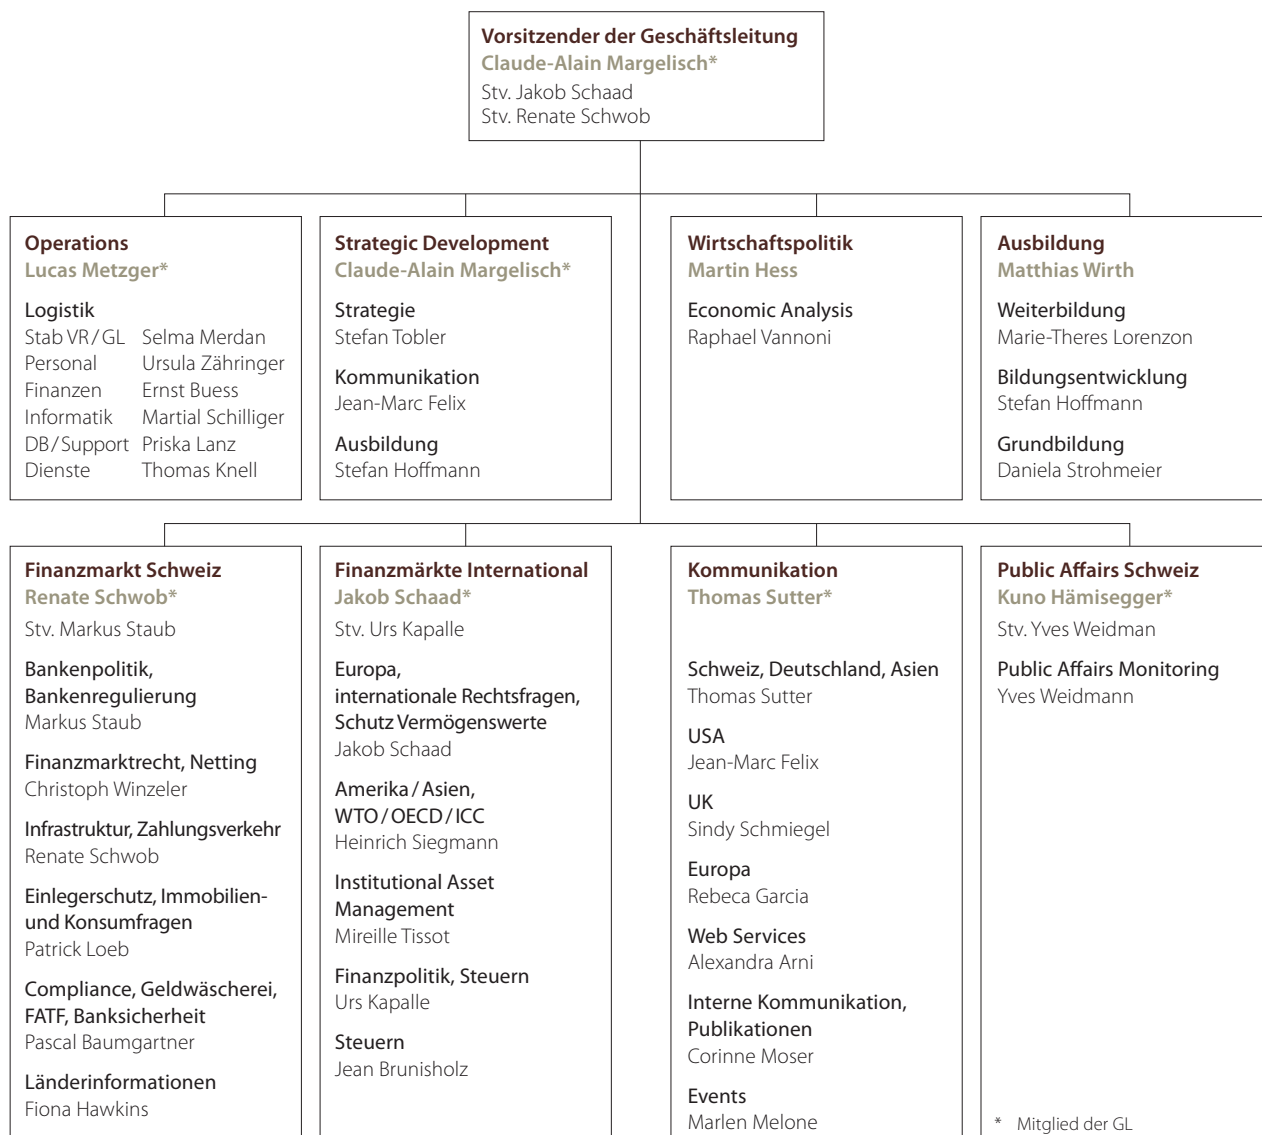 Vorsitzender der Geschäftsleitung
Claude-Alain Margelisch*
Stv. Jakob Schaad
Stv. Renate Schwob
Operations
Lucas Metzger*
Logistik
Stab VR/GL Selma Merdan
Personal Ursula Zähringer
Finanzen Ernst Buess
Informatik Martial Schilliger
DB/Support Priska Lanz
Dienste Thomas Knell
Strategic Development
Claude-Alain Margelisch*
Strategie
Stefan Tobler
Kommunikation
Jean-Marc Felix
Ausbildung
Stefan Hoffmann
Wirtschaftspolitik
Martin Hess
Economic Analysis
Raphael Vannoni
Ausbildung
Matthias Wirth
Weiterbildung
Marie-Theres Lorenzon
Bildungsentwicklung
Stefan Hoffmann
Grundbildung
Daniela Strohmeier
Finanzmarkt Schweiz
Renate Schwob*
Stv. Markus Staub
Bankenpolitik,
Bankenregulierung
Markus Staub
Finanzmarktrecht, Netting
Christoph Winzeler
Infrastruktur, Zahlungsverkehr
Renate Schwob
Einlegerschutz, Immobilien-
und Konsumfragen
Patrick Loeb
Compliance, Geldwäscherei,
FATF, Banksicherheit
Pascal Baumgartner
Länderinformationen
Fiona Hawkins
Finanzmärkte International
Jakob Schaad*
Stv. Urs Kapalle
Europa,
internationale Rechtsfragen,
Schutz Vermögenswerte
Jakob Schaad
Amerika/Asien,
WTO/OECD/ICC
Heinrich Siegmann
Institutional Asset
Management
Mireille Tissot
Finanzpolitik, Steuern
Urs Kapalle
Steuern
Jean Brunisholz
Kommunikation
Thomas Sutter*
Schweiz, Deutschland, Asien
Thomas Sutter
USA
Jean-Marc Felix
UK
Sindy Schmiegel
Europa
Rebeca Garcia
Web Services
Alexandra Arni
Interne Kommunikation,
Publikationen
Corinne Moser
Events
Marlen Melone
Public Affairs Schweiz
Kuno Hämisegger*
Stv. Yves Weidman
Public Affairs Monitoring
Yves Weidmann
* Mitglied der GL